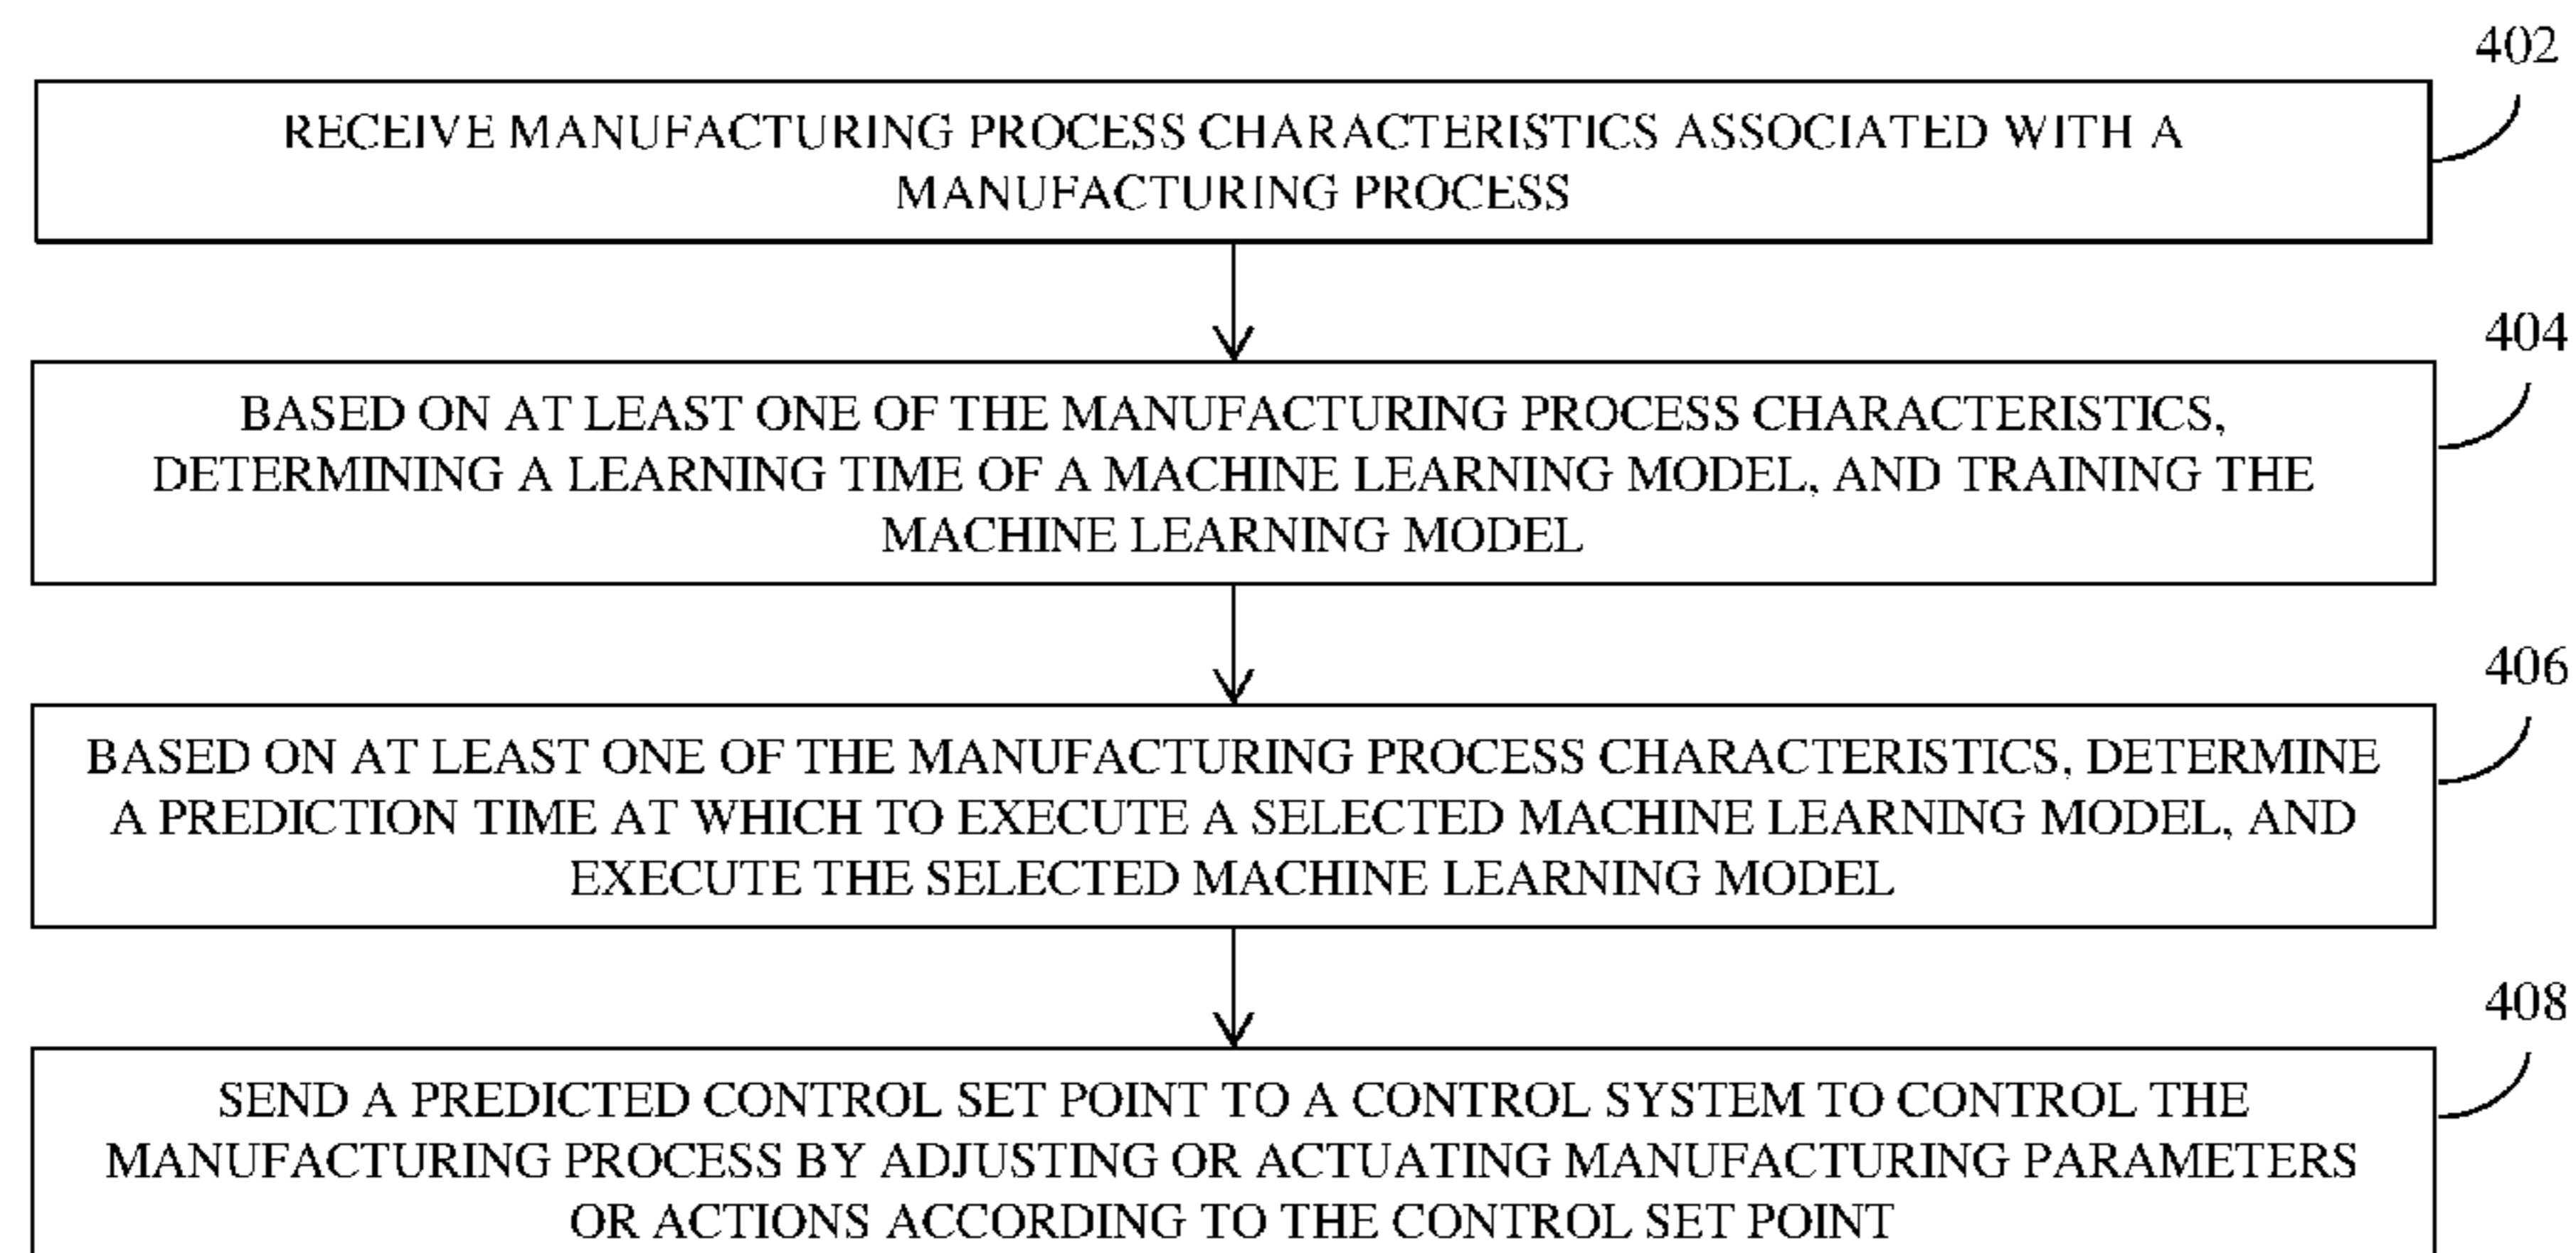 402
RECEIVE MANUFACTURING PROCESS CHARACTERISTICS ASSOCIATED WITH A
MANUFACTURING PROCESS
404
BASED ON AT LEAST ONE OF THE MANUFACTURING PROCESS CHARACTERISTICS,
DETERMINING A LEARNING TIME OF A MACHINE LEARNING MODEL, AND TRAINING THE
MACHINE LEARNING MODEL
406
BASED ON AT LEAST ONE OF THE MANUFACTURING PROCESS CHARACTERISTICS, DETERMINE
A PREDICTION TIME AT WHICH TO EXECUTE A SELECTED MACHINE LEARNING MODEL, AND
EXECUTE THE SELECTED MACHINE LEARNING MODEL
408
SEND A PREDICTED CONTROL SET POINT TO A CONTROL SYSTEM TO CONTROL THE
MANUFACTURING PROCESS BY ADJUSTING OR ACTUATING MANUFACTURING PARAMETERS
OR ACTIONS ACCORDING TO THE CONTROL SET POINT